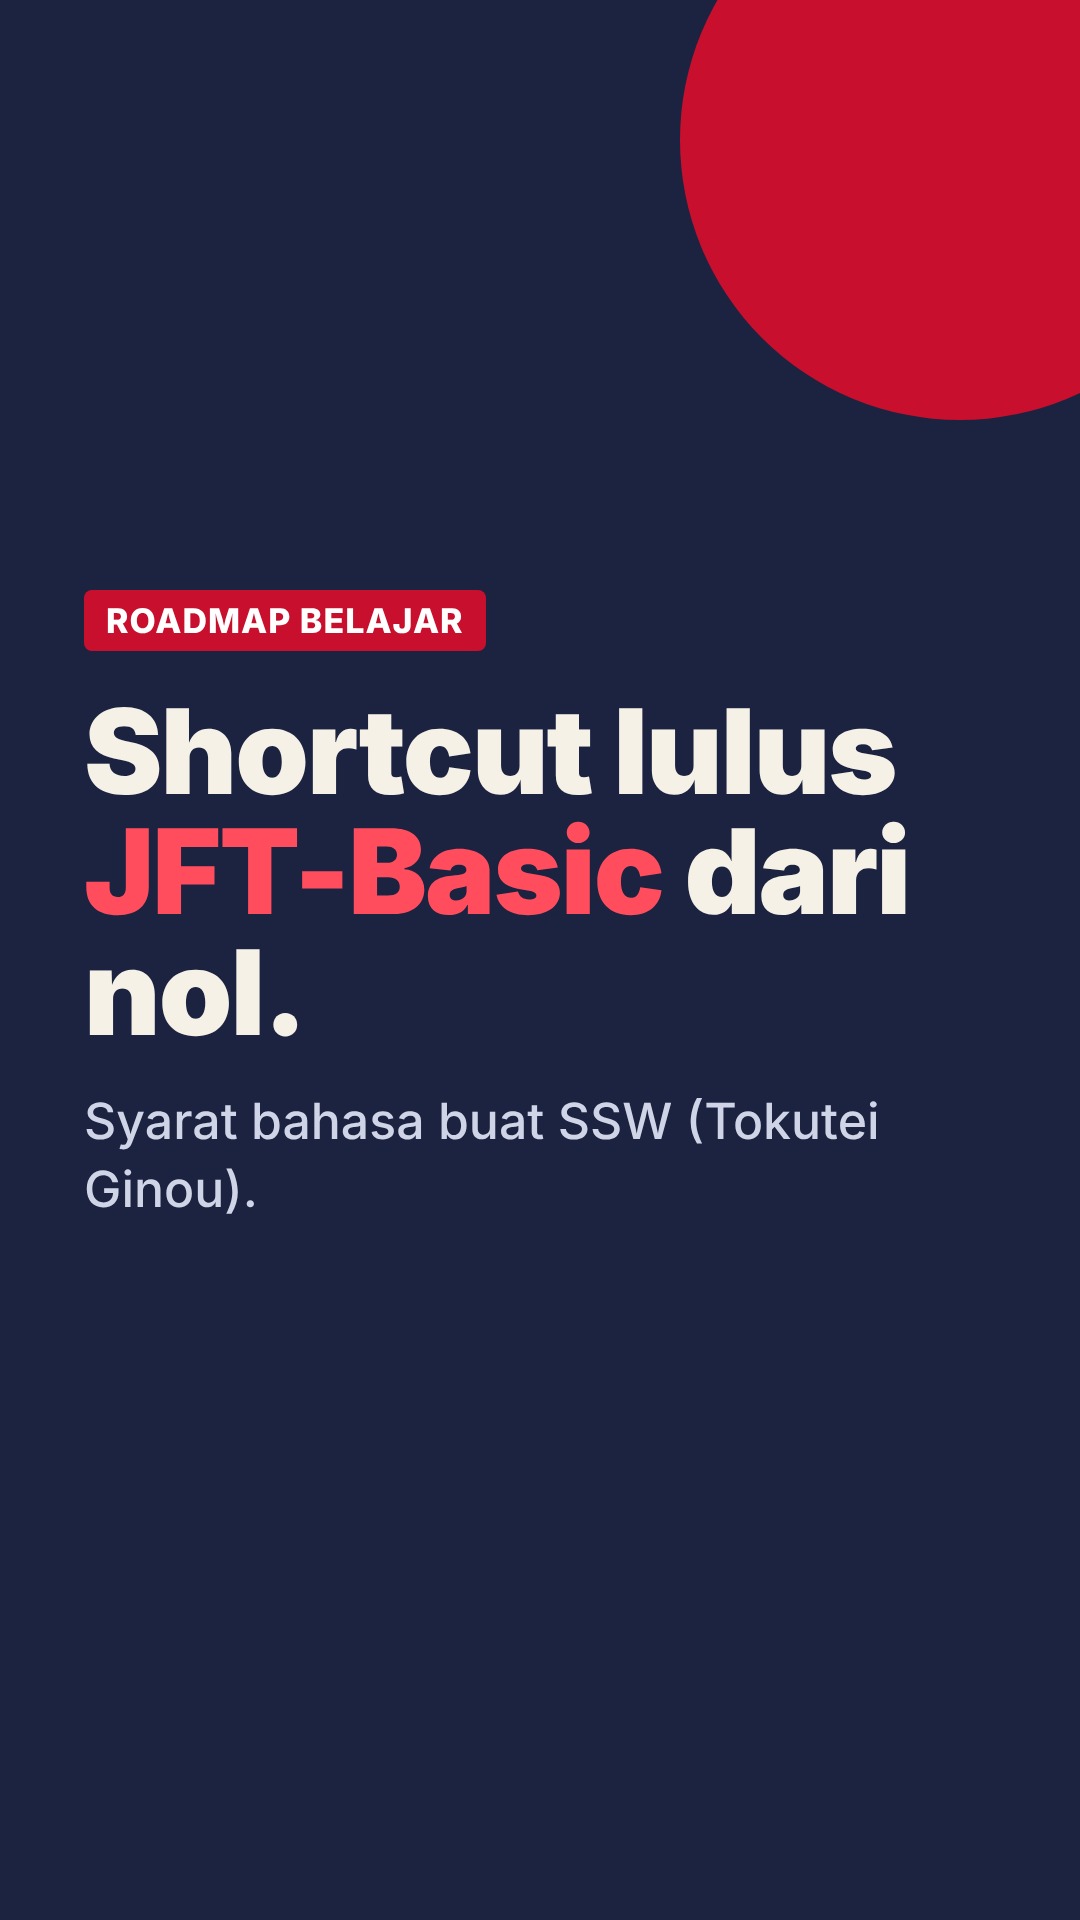 ROADMAP BELAJAR
Shortcut lulus
JFT-Basic dari
nol.
Syarat bahasa buat SSW (Tokutei
Ginou).